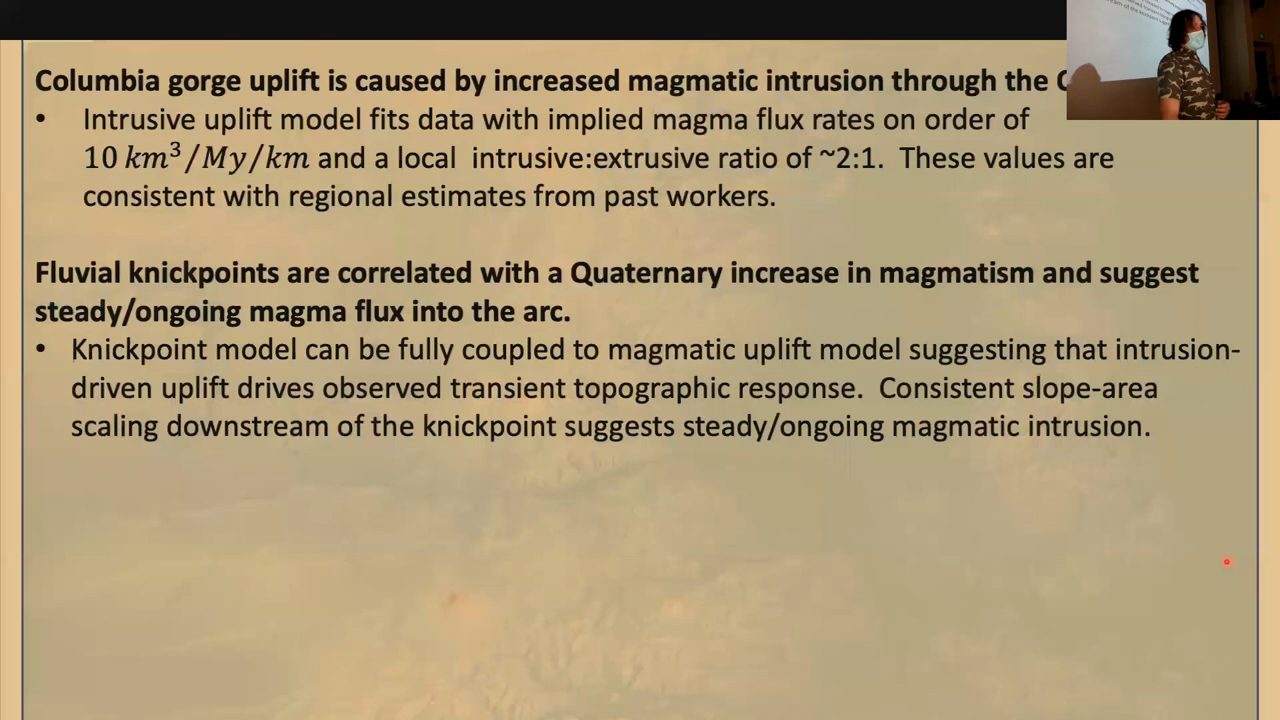 Columbia gorge uplift is caused by increased magmatic intrusion through the
• Intrusive uplift model fits data with implied magma flux rates on order of
10 km³/My/km and a local intrusive:extrusive ratio of ~2:1. These values are
consistent with regional estimates from past workers.
Fluvial knickpoints are correlated with a Quaternary increase in magmatism and suggest
steady/ongoing magma flux into the arc.
• Knickpoint model can be fully coupled to magmatic uplift model suggesting that intrusion-
driven uplift drives observed transient topographic response. Consistent slope-area
scaling downstream of the knickpoint suggests steady/ongoing magmatic intrusion.